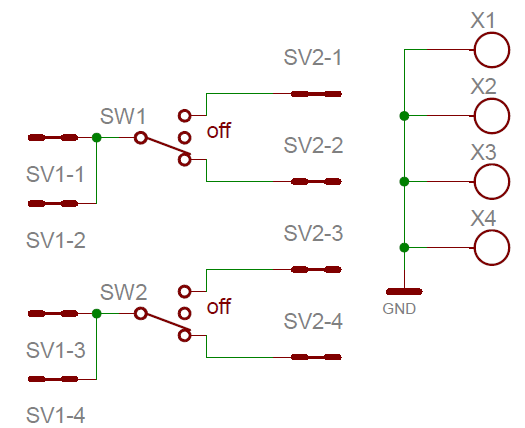 X1
SV2-1
X2
SW1
off
SV2-2
X3
SV1-1
X4
SV1-2
SV2-3
SW2
off
GND
SV2-4
SV1-3
SV1-4